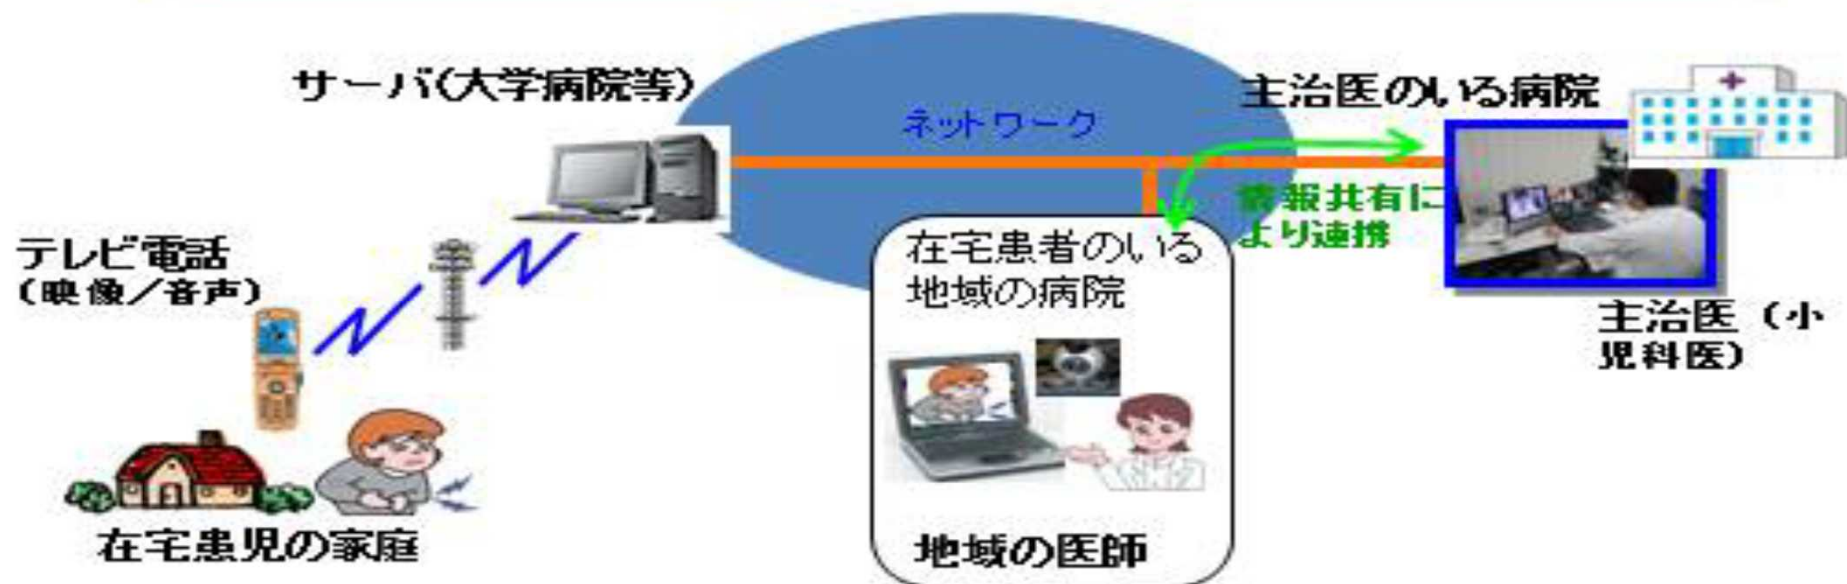 サーバ(大学病院等)
主治医のいる病院
ネットワーク
情報共有に
より連携
テレビ電話
(映像/音声)
在宅患者のいる
地域の病院
主治医(小
児科医)
在宅患児の家庭
地域の医師